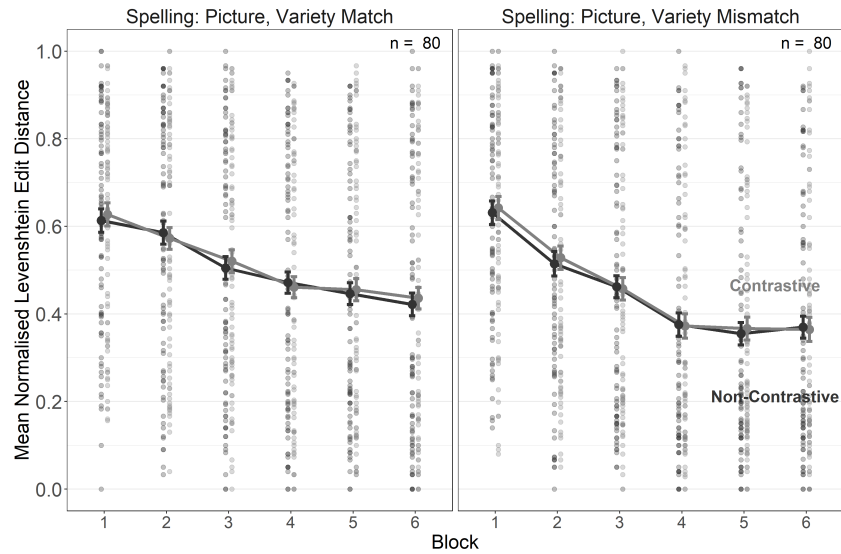 Spelling: Picture, Variety Match
Spelling: Picture, Variety Mismatch
n = 80
n = 80
Mean Normalised Levenshtein Edit Distance
1.0
0.8
0.6
0.4
0.2
0.0
Contrastive
Non-Contrastive
1 2 3 4 5 6
1 2 3 4 5 6
Block